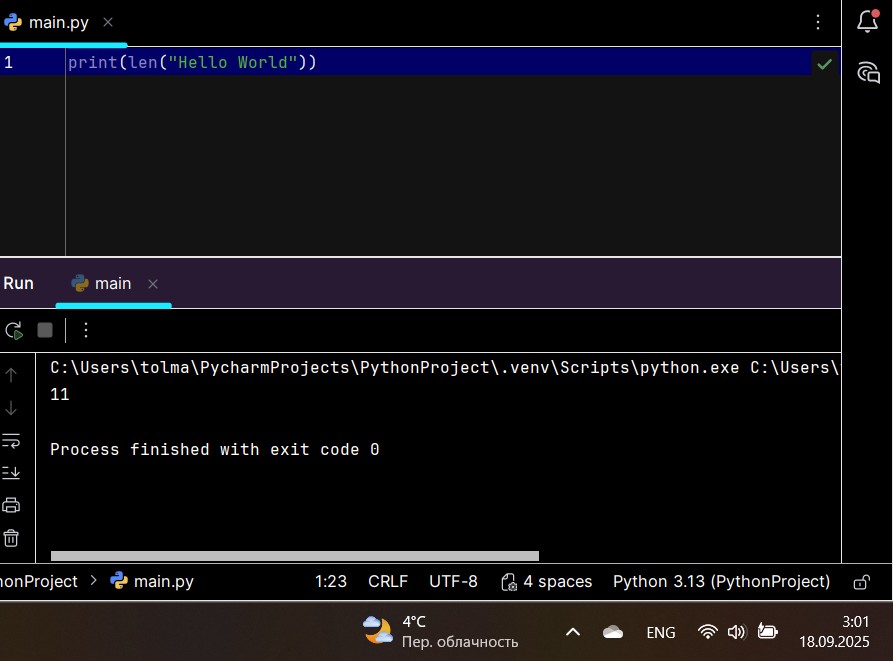 main.py
1 print(len("Hello World"))
Run main
C:\Users\tolma\PycharmProjects\PythonProject\.venv\Scripts\python.exe C:\Users\
11
Process finished with exit code 0
honProject > main.py 1:23 CRLF UTF-8 4 spaces Python 3.13 (PythonProject)
4°C
Пер. облачность
ENG
3:01
18.09.2025